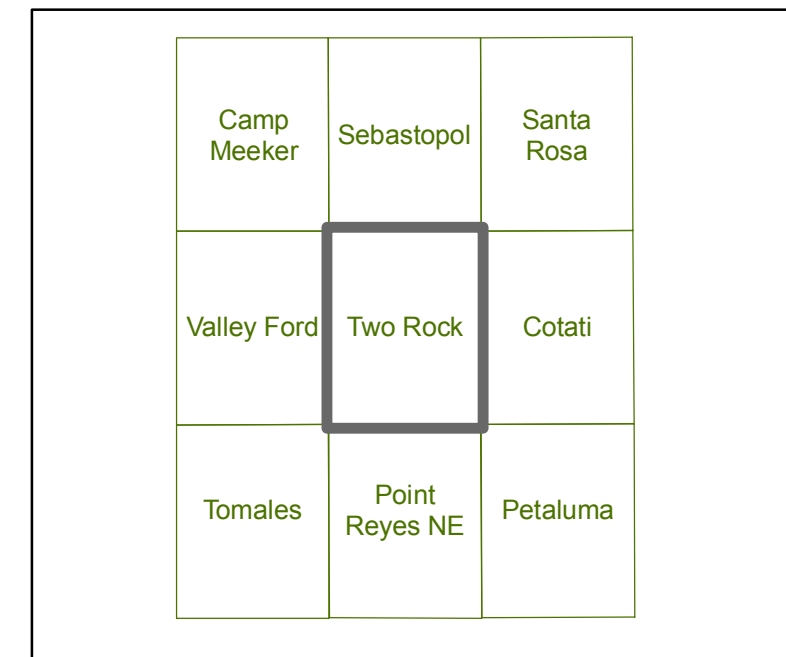 Camp
Meeker
Sebastopol
Santa
Rosa
Valley Ford
Two Rock
Cotati
Tomales
Point
Reyes NE
Petaluma